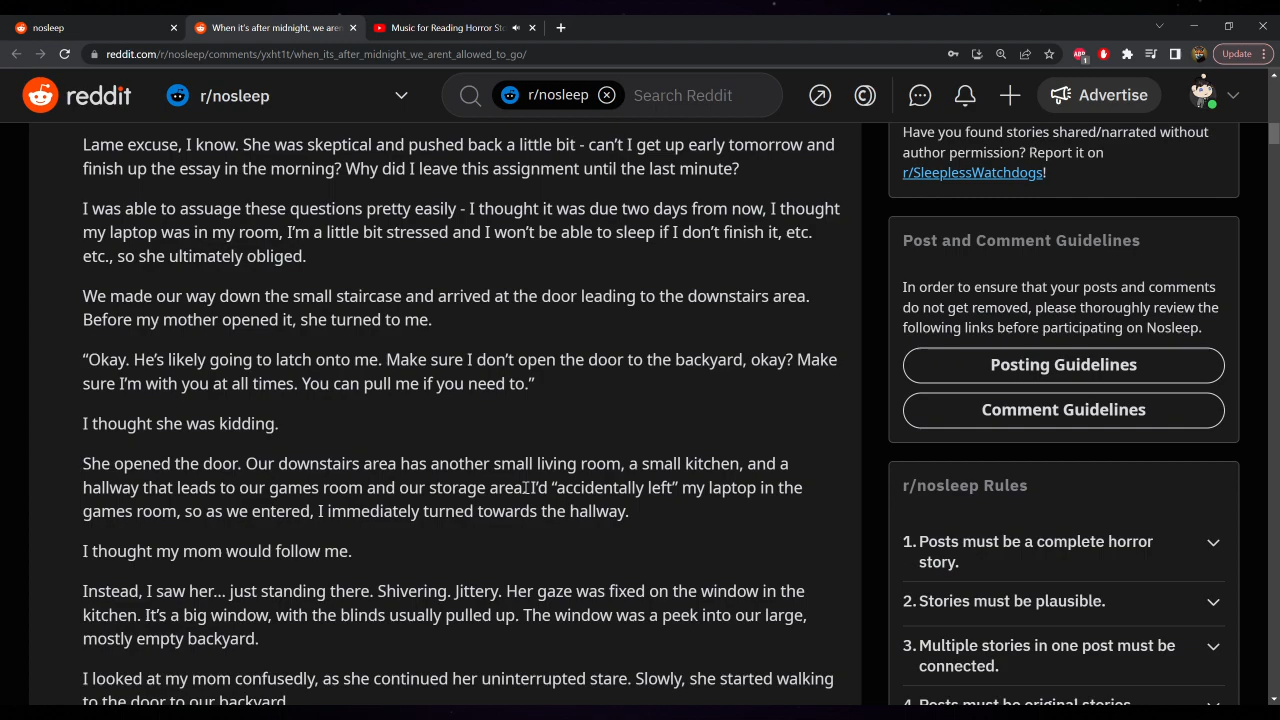 nosleep
When it's after midnight, we aren
Music for Reading Horror Sto
reddit.com/r/nosleep/comments/yxht1t/when_its_after_midnight_we_arent_allowed_to_go/
1
Update
reddit
r/nosleep
r/nosleep
Search Reddit
Advertise
Lame excuse, I know. She was skeptical and pushed back a little bit - can’t I get up early tomorrow and
finish up the essay in the morning? Why did I leave this assignment until the last minute?
I was able to assuage these questions pretty easily - I thought it was due two days from now, I thought
my laptop was in my room, I’m a little bit stressed and I won’t be able to sleep if I don’t finish it, etc.
etc., so she ultimately obliged.
We made our way down the small staircase and arrived at the door leading to the downstairs area.
Before my mother opened it, she turned to me.
“Okay. He’s likely going to latch onto me. Make sure I don’t open the door to the backyard, okay? Make
sure I’m with you at all times. You can pull me if you need to.”
I thought she was kidding.
She opened the door. Our downstairs area has another small living room, a small kitchen, and a
hallway that leads to our games room and our storage area. I’d “accidentally left” my laptop in the
games room, so as we entered, I immediately turned towards the hallway.
I thought my mom would follow me.
Instead, I saw her… just standing there. Shivering. Jittery. Her gaze was fixed on the window in the
kitchen. It’s a big window, with the blinds usually pulled up. The window was a peek into our large,
mostly empty backyard.
I looked at my mom confusedly, as she continued her uninterrupted stare. Slowly, she started walking
to the door to our backyard.
Have you found stories shared/narrated without
author permission? Report it on
r/SleeplessWatchdogs!
Post and Comment Guidelines
In order to ensure that your posts and comments
do not get removed, please thoroughly review the
following links before participating on Nosleep.
Posting Guidelines
Comment Guidelines
r/nosleep Rules
1. Posts must be a complete horror
story.
2. Stories must be plausible.
3. Multiple stories in one post must be
connected.
4. Posts must be original stories